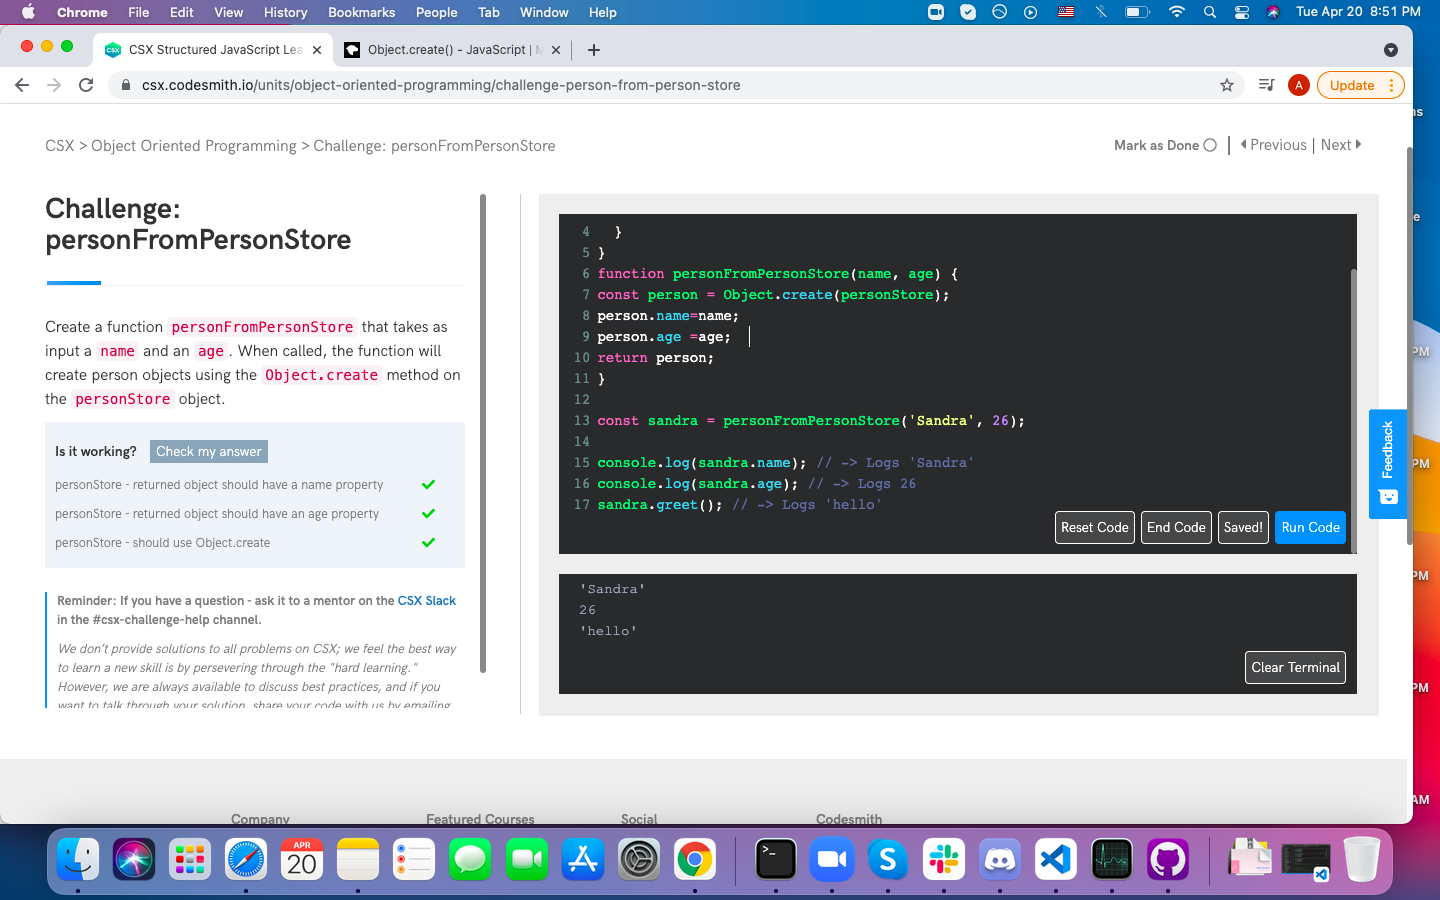 Chrome File Edit View History Bookmarks People Tab Window Help Tue Apr 20 8:51 PM
CSX Structured JavaScript Lea
Object.create() - JavaScript | M
csx.codesmith.io/units/object-oriented-programming/challenge-person-from-person-store
A
Update
CSX > Object Oriented Programming > Challenge: personFromPersonStore
Mark as Done
Previous | Next
Challenge:
personFromPersonStore
Create a function personFromPersonStore that takes as
input a name and an age . When called, the function will
create person objects using the Object.create method on
the personStore object.
Is it working? Check my answer
personStore - returned object should have a name property
personStore - returned object should have an age property
personStore - should use Object.create
Reminder: If you have a question - ask it to a mentor on the CSX Slack
in the #csx-challenge-help channel.
We don't provide solutions to all problems on CSX; we feel the best way
to learn a new skill is by persevering through the "hard learning."
However, we are always available to discuss best practices, and if you
want to talk through your solution, share your code with us by emailing
4 }
5 }
6 function personFromPersonStore(name, age) {
7 const person = Object.create(personStore);
8 person.name=name;
9 person.age =age;
10 return person;
11 }
12
13 const sandra = personFromPersonStore('Sandra', 26);
14
15 console.log(sandra.name); // -> Logs 'Sandra'
16 console.log(sandra.age); // -> Logs 26
17 sandra.greet(); // -> Logs 'hello'
Reset Code End Code Saved! Run Code
'Sandra'
26
'hello'
Clear Terminal
Feedback
Company Featured Courses Social Codesmith
ns
e
PM
PM
PM
PM
AM
APR
20